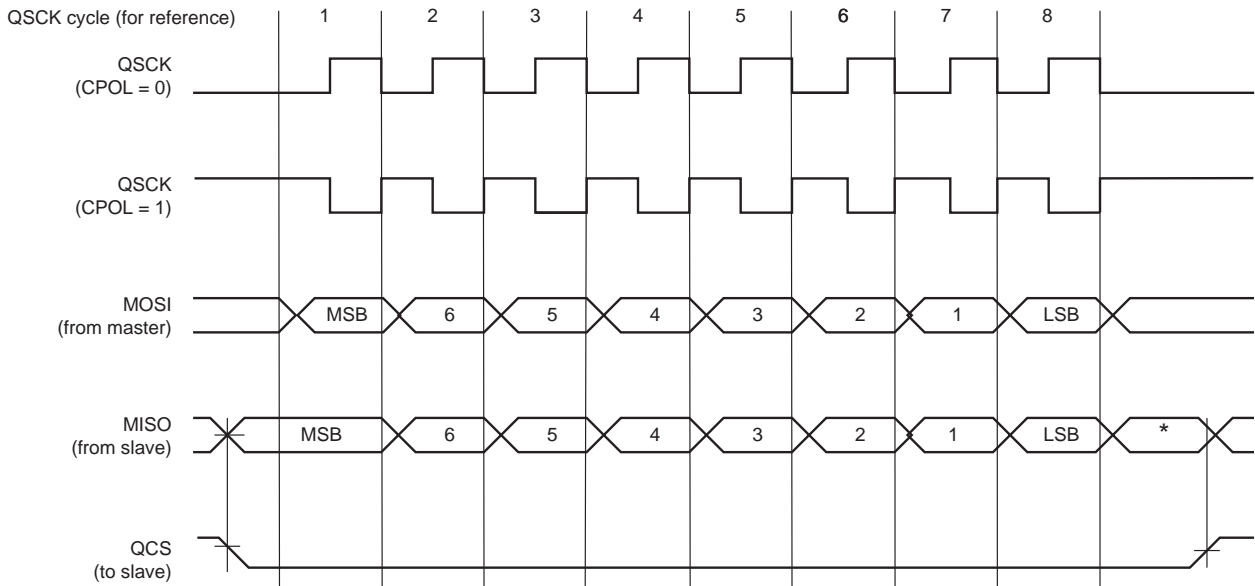 QSCK cycle (for reference) 1 2 3 4 5 6 7 8
QSCK
(CPOL = 0)
QSCK
(CPOL = 1)
MOSI
(from master)
MSB 6 5 4 3 2 1 LSB
MISO
(from slave)
MSB 6 5 4 3 2 1 LSB *
QCS
(to slave)